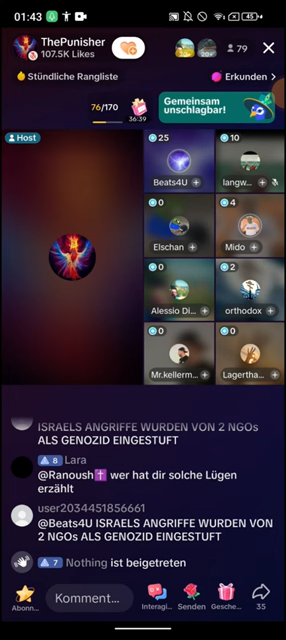 01:43
45
ThePunisher
107.5K Likes
79
Stündliche Rangliste
Erkunden
76/170
36:39
Gemeinsam
unschlagbar!
Host
25
Beats4U
10
langw...
0
Elschan
4
Mido
0
Alessio Di...
2
orthodox
0
Mr.kellerm...
0
Lagertha...
ISRAELS ANGRIFFE WURDEN VON 2 NGOs
ALS GENOZID EINGESTUFT
8 Lara
@Ranoush✝️ wer hat dir solche Lügen
erzählt
user2034451856661
@Beats4U ISRAELS ANGRIFFE WURDEN VON
2 NGOs ALS GENOZID EINGESTUFT
7 Nothing ist beigetreten
Abonn...
Komment...
Interagi...
Senden
Gesche...
35